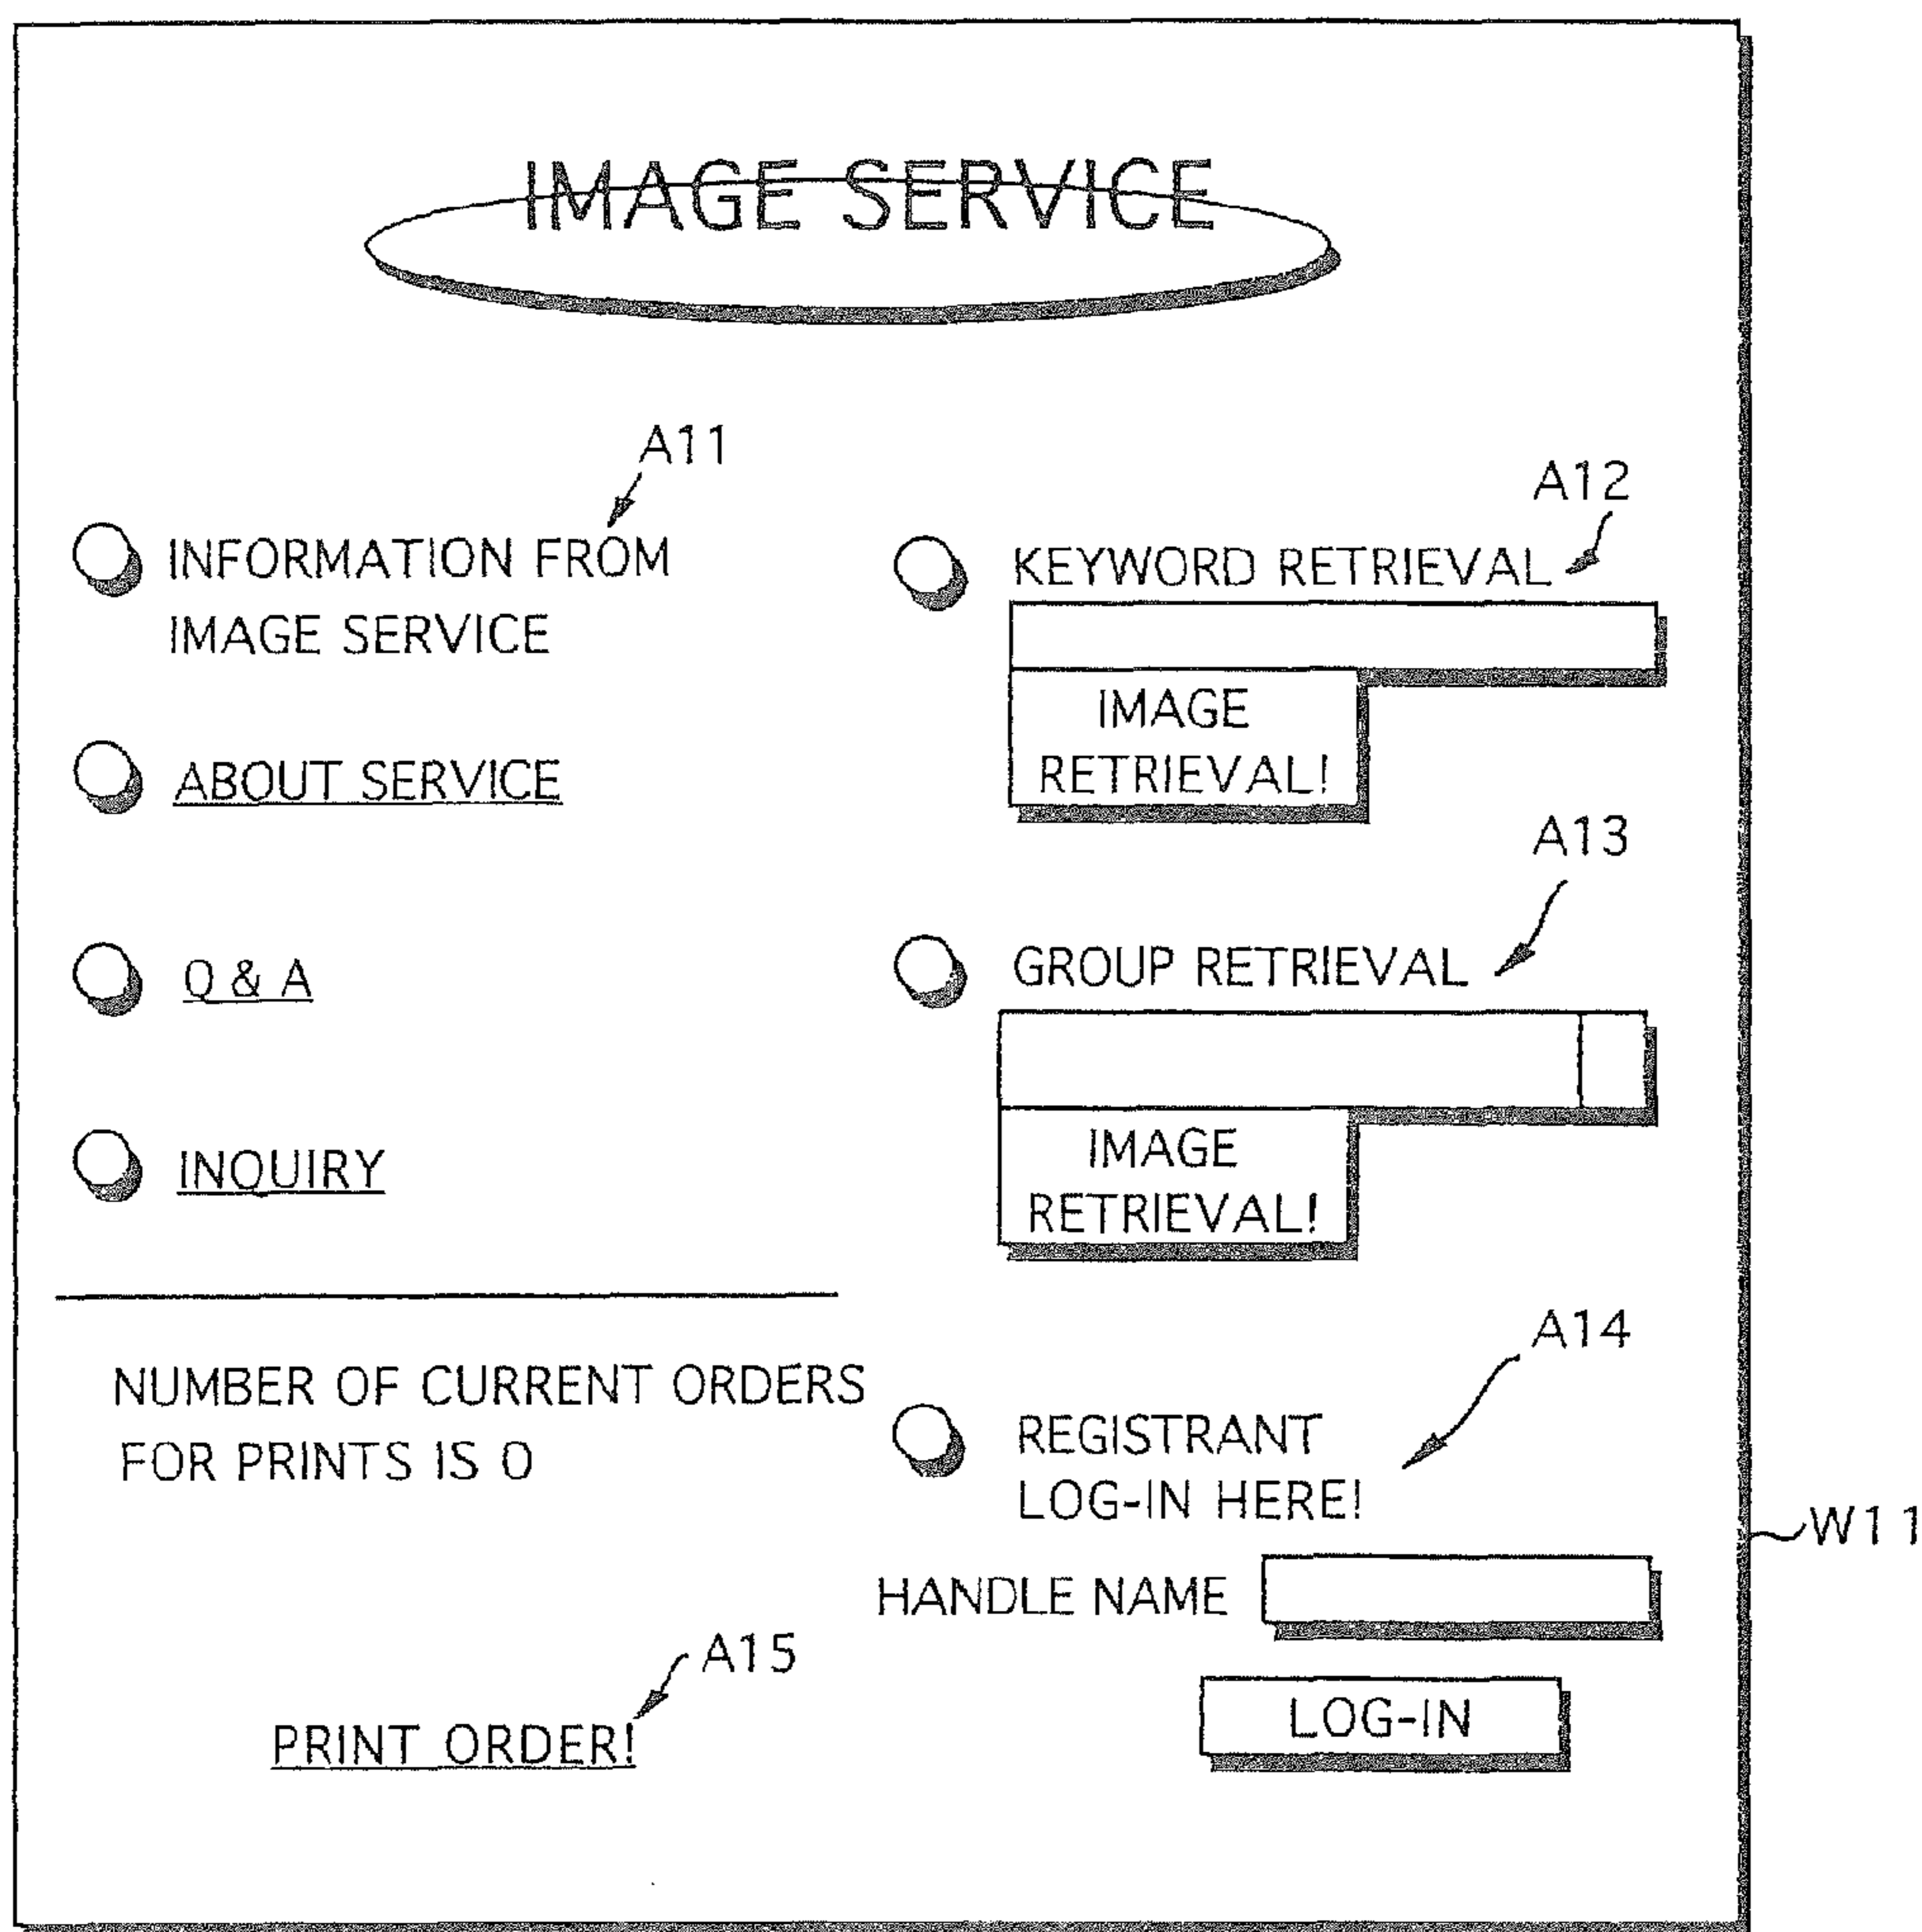 IMAGE SERVICE
A11
INFORMATION FROM
IMAGE SERVICE
ABOUT SERVICE
Q & A
INQUIRY
NUMBER OF CURRENT ORDERS
FOR PRINTS IS 0
A15
PRINT ORDER!
A12
KEYWORD RETRIEVAL
IMAGE
RETRIEVAL!
A13
GROUP RETRIEVAL
IMAGE
RETRIEVAL!
A14
REGISTRANT
LOG-IN HERE!
HANDLE NAME
LOG-IN
W11